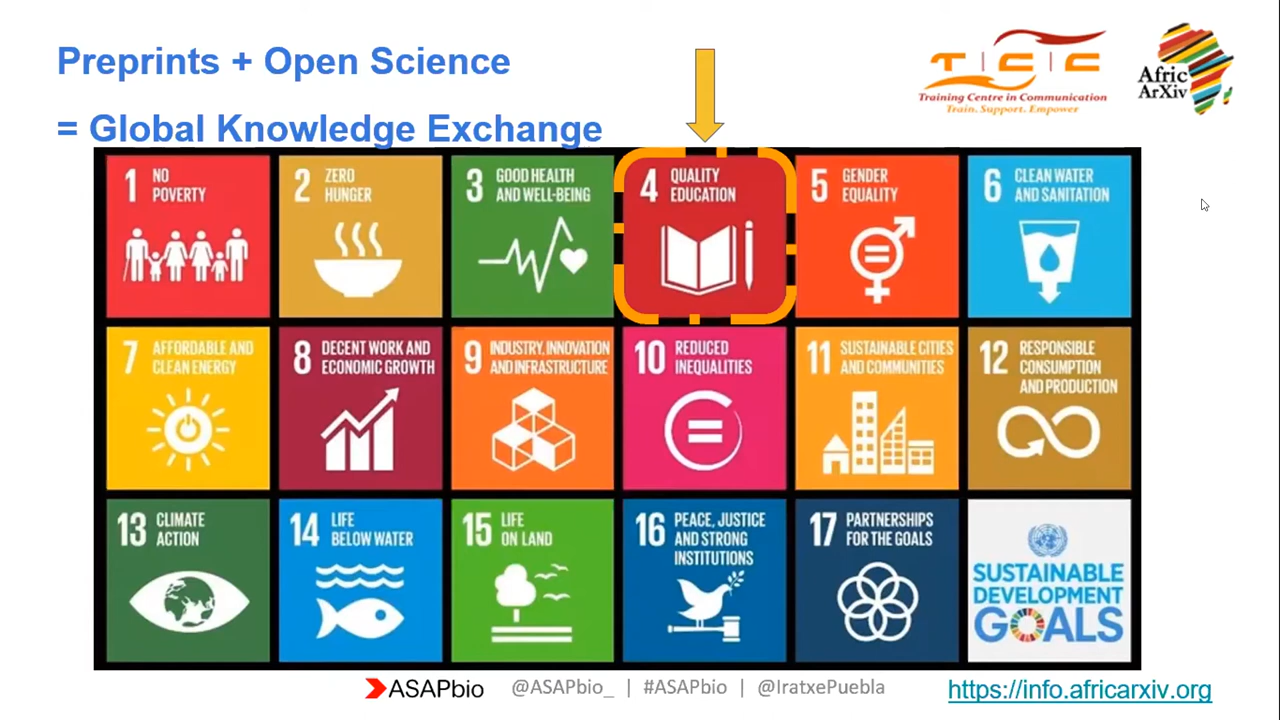 Preprints + Open Science
= Global Knowledge Exchange
T C C
Training Centre in Communication
Train. Support. Empower
Afric
ArXiv
1 NO
POVERTY
2 ZERO
HUNGER
3 GOOD HEALTH
AND WELL-BEING
4 QUALITY
EDUCATION
5 GENDER
EQUALITY
6 CLEAN WATER
AND SANITATION
7 AFFORDABLE AND
CLEAN ENERGY
8 DECENT WORK AND
ECONOMIC GROWTH
9 INDUSTRY, INNOVATION
AND INFRASTRUCTURE
10 REDUCED
INEQUALITIES
11 SUSTAINABLE CITIES
AND COMMUNITIES
12 RESPONSIBLE
CONSUMPTION
AND PRODUCTION
13 CLIMATE
ACTION
14 LIFE
BELOW WATER
15 LIFE
ON LAND
16 PEACE, JUSTICE
AND STRONG
INSTITUTIONS
17 PARTNERSHIPS
FOR THE GOALS
SUSTAINABLE
DEVELOPMENT
GOALS
ASAPbio @ASAPbio_ | #ASAPbio | @IratxePuebla
https://info.africarxiv.org